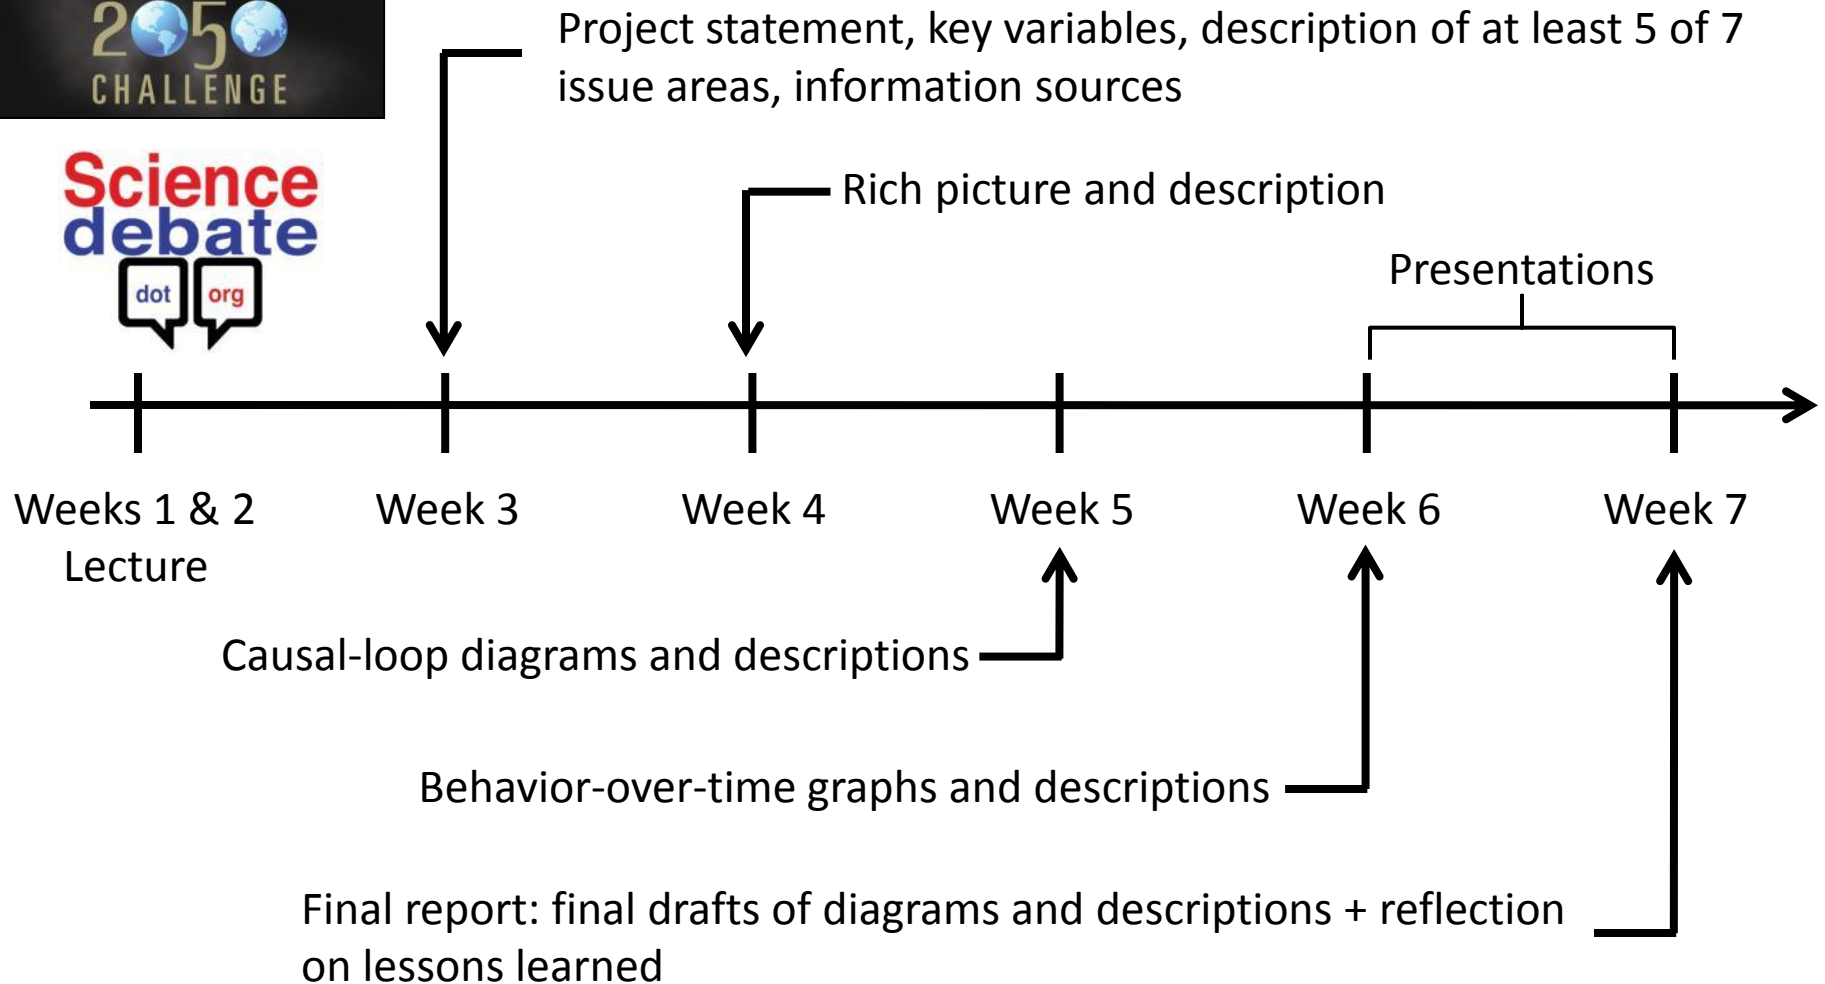 2050
CHALLENGE
Project statement, key variables, description of at least 5 of 7
issue areas, information sources
Science
debate
dot org
Rich picture and description
Presentations
Weeks 1 & 2
Lecture
Week 3
Week 4
Week 5
Week 6
Week 7
Causal-loop diagrams and descriptions
Behavior-over-time graphs and descriptions
Final report: final drafts of diagrams and descriptions + reflection
on lessons learned